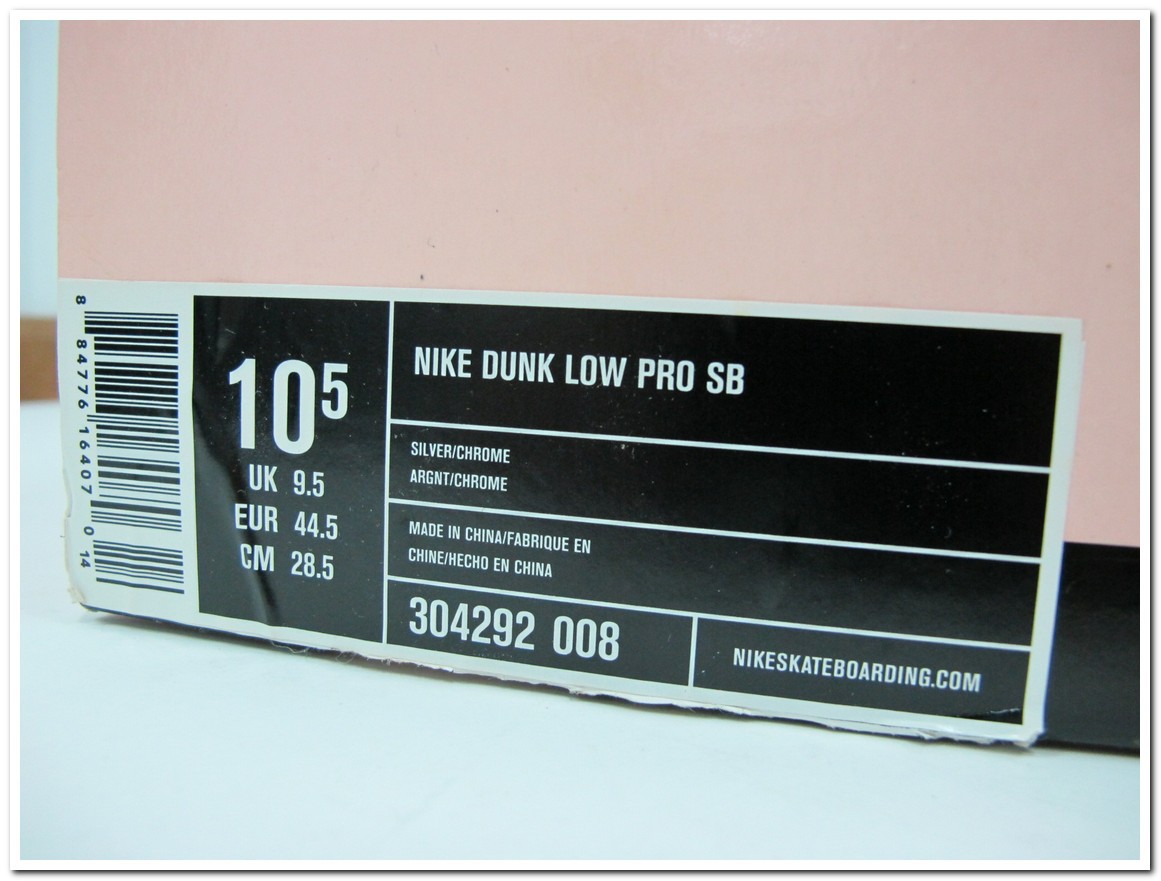 8 84776 16407 0 14
10 5
UK 9.5
EUR 44.5
CM 28.5
NIKE DUNK LOW PRO SB
SILVER/CHROME
ARGNT/CHROME
MADE IN CHINA/FABRIQUE EN
CHINE/HECHO EN CHINA
304292 008
NIKESKATEBOARDING.COM